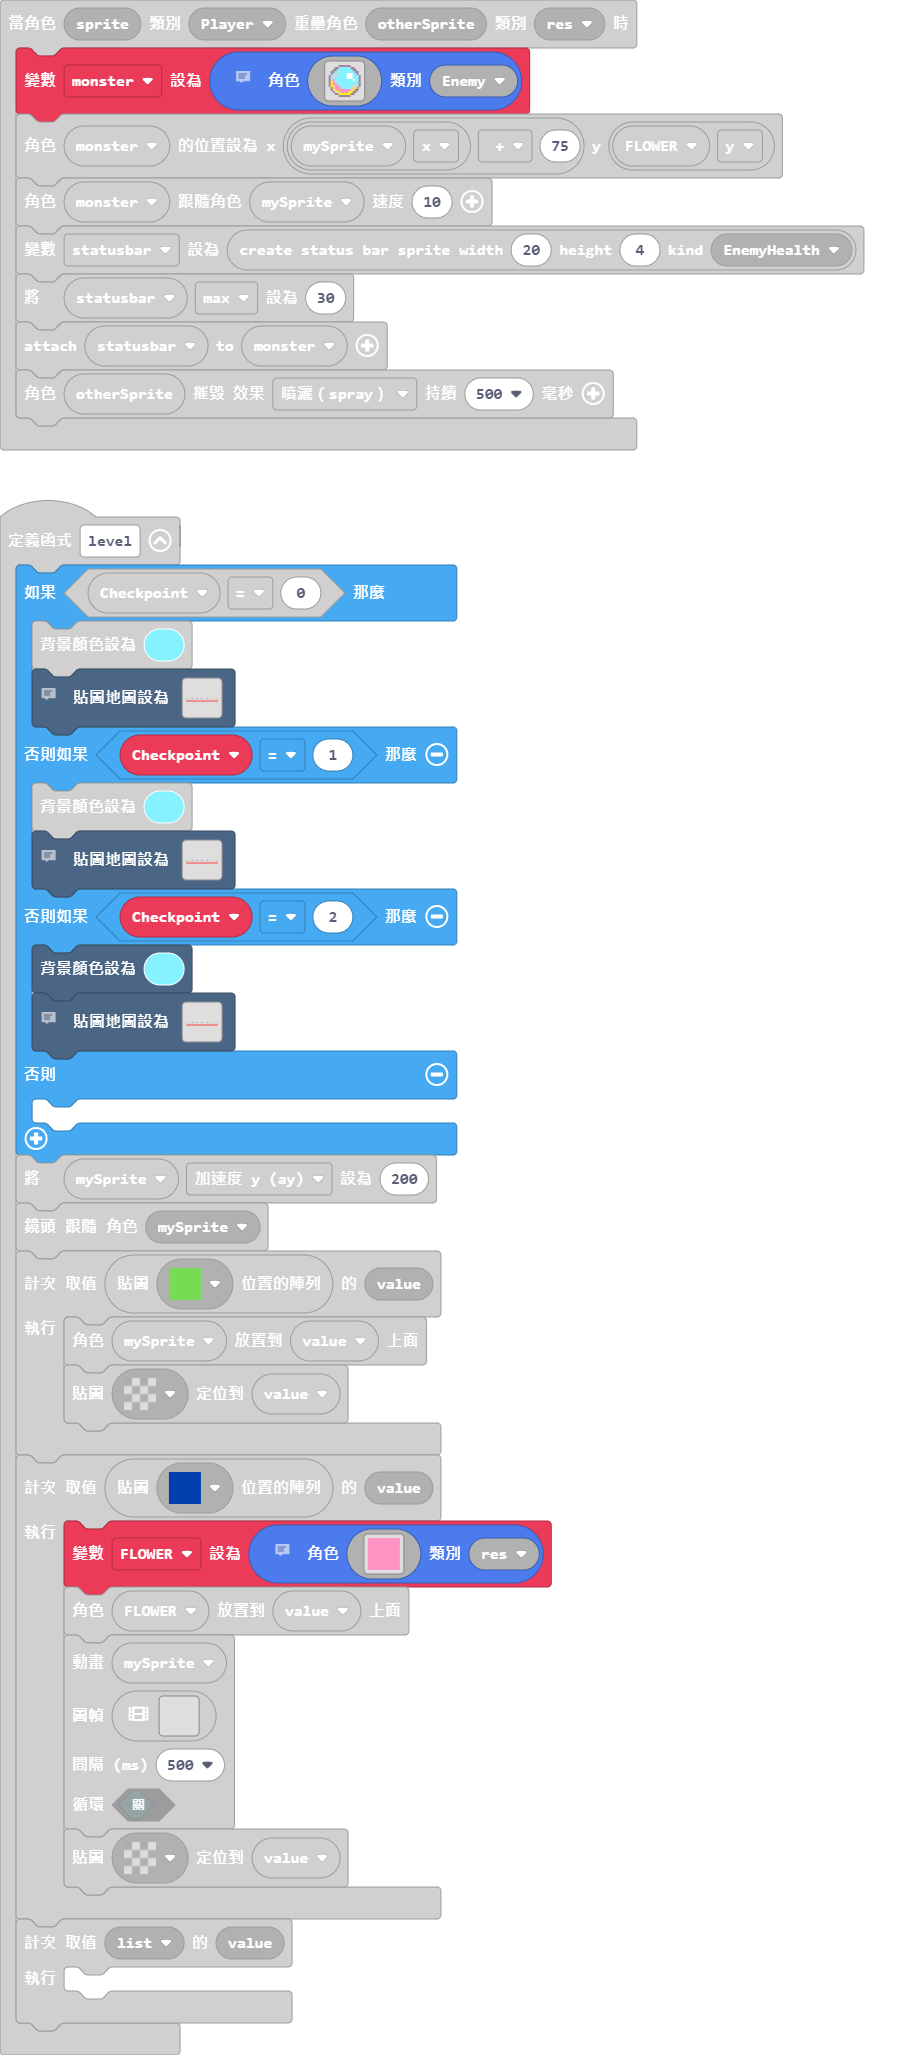 當角色 sprite 類別 Player 重疊角色 otherSprite 類別 res 時
變數 monster 設為 角色 類別 Enemy
角色 monster 的位置設為 x mySprite x + 75 y FLOWER y
角色 monster 跟隨角色 mySprite 速度 10
變數 statusbar 設為 create status bar sprite width 20 height 4 kind EnemyHealth
將 statusbar max 設為 30
attach statusbar to monster
角色 otherSprite 摧毀 效果 噴灑 ( spray ) 持續 500 毫秒
定義函式 level
如果 Checkpoint = 0 那麼
背景顏色設為
貼圖地圖設為
否則如果 Checkpoint = 1 那麼
背景顏色設為
貼圖地圖設為
否則如果 Checkpoint = 2 那麼
背景顏色設為
貼圖地圖設為
否則
將 mySprite 加速度 y (ay) 設為 200
鏡頭 跟隨 角色 mySprite
計次 取值 貼圖 位置的陣列 的 value
執行
角色 mySprite 放置到 value 上面
貼圖 定位到 value
計次 取值 貼圖 位置的陣列 的 value
執行
變數 FLOWER 設為 角色 類別 res
角色 FLOWER 放置到 value 上面
動畫 mySprite
圖幀
間隔 (ms) 500
循環 關
貼圖 定位到 value
計次 取值 list 的 value
執行